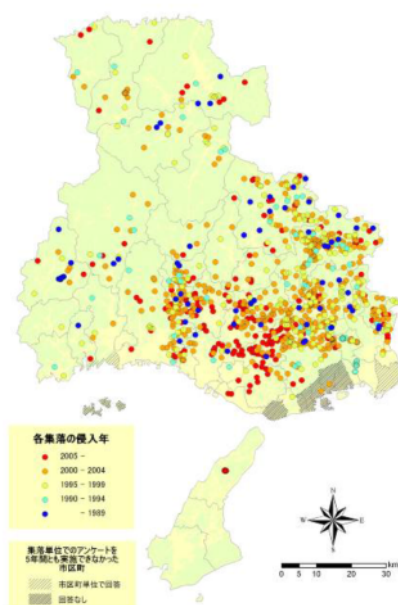 各集落の侵入年
2005 -
2000 - 2004
1995 - 1999
1990 - 1994
- 1989
集落単位でのアンケートを
5年間とも実施できなかった
市区町
市区町単位で回答
回答なし
N
W E
S
km
0 5 10 20 30